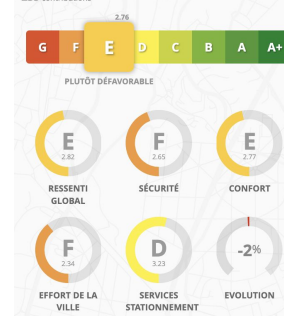 2.76
G F E D C B A A+
PLUTÔT DÉFAVORABLE
E F E
2.82 2.65 2.77
RESSENTI SÉCURITÉ CONFORT
GLOBAL
F D -2%
2.34 3.23
EFFORT DE LA SERVICES EVOLUTION
VILLE STATIONNEMENT